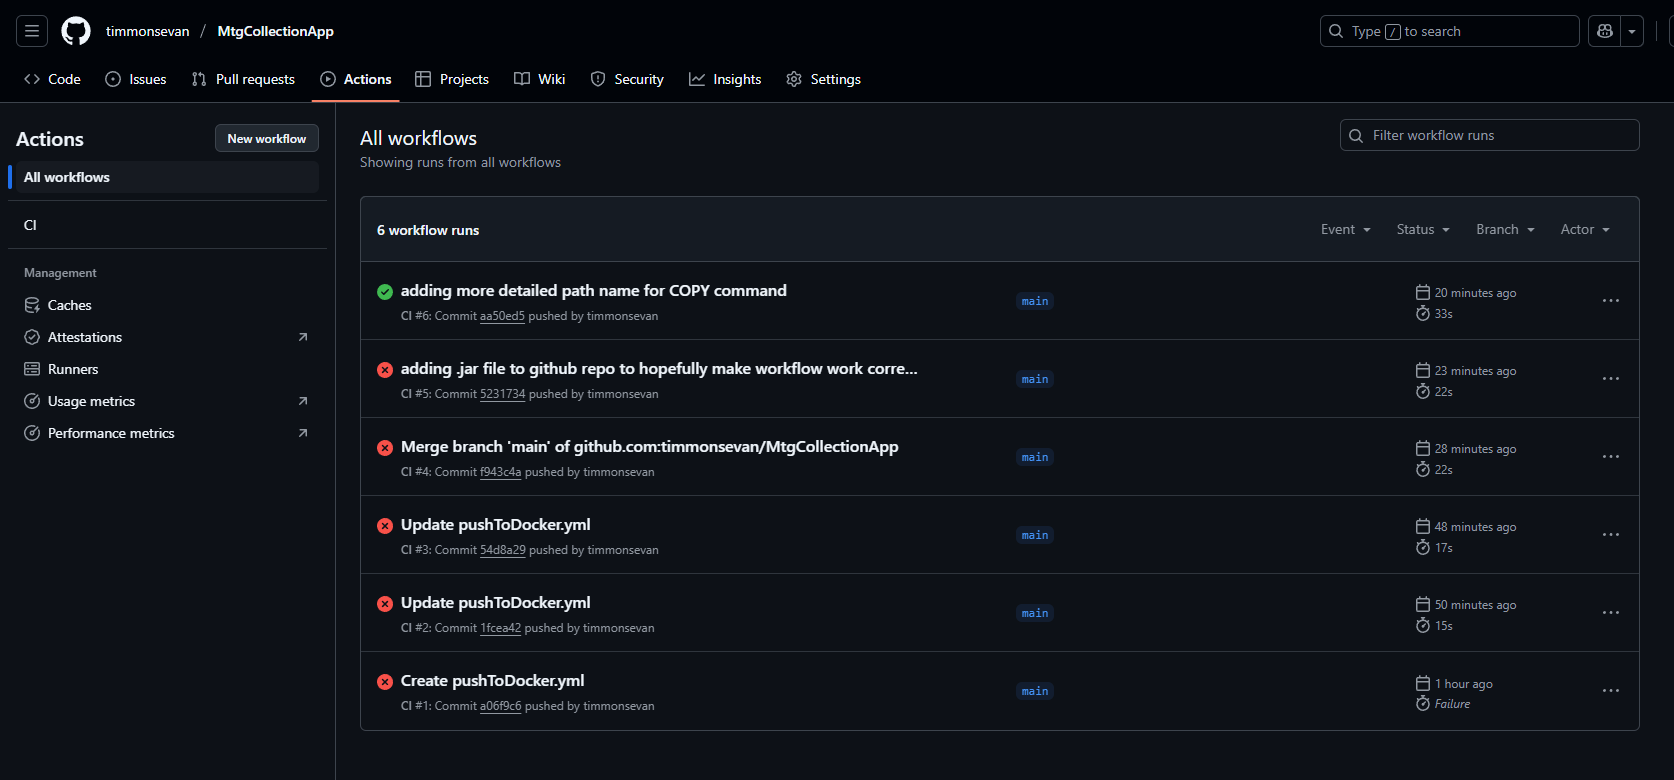 timmonsevan / MtgCollectionApp
Type / to search
Code Issues Pull requests Actions Projects Wiki Security Insights Settings
Actions
New workflow
All workflows
CI
Management
Caches
Attestations
Runners
Usage metrics
Performance metrics
All workflows
Showing runs from all workflows
Filter workflow runs
6 workflow runs
Event Status Branch Actor
adding more detailed path name for COPY command
CI #6: Commit aa50ed5 pushed by timmonsevan
main
20 minutes ago
33s
adding .jar file to github repo to hopefully make workflow work corre...
CI #5: Commit 5231734 pushed by timmonsevan
main
23 minutes ago
22s
Merge branch 'main' of github.com:timmonsevan/MtgCollectionApp
CI #4: Commit f943c4a pushed by timmonsevan
main
28 minutes ago
22s
Update pushToDocker.yml
CI #3: Commit 54d8a29 pushed by timmonsevan
main
48 minutes ago
17s
Update pushToDocker.yml
CI #2: Commit 1fcea42 pushed by timmonsevan
main
50 minutes ago
15s
Create pushToDocker.yml
CI #1: Commit a06f9c6 pushed by timmonsevan
main
1 hour ago
Failure